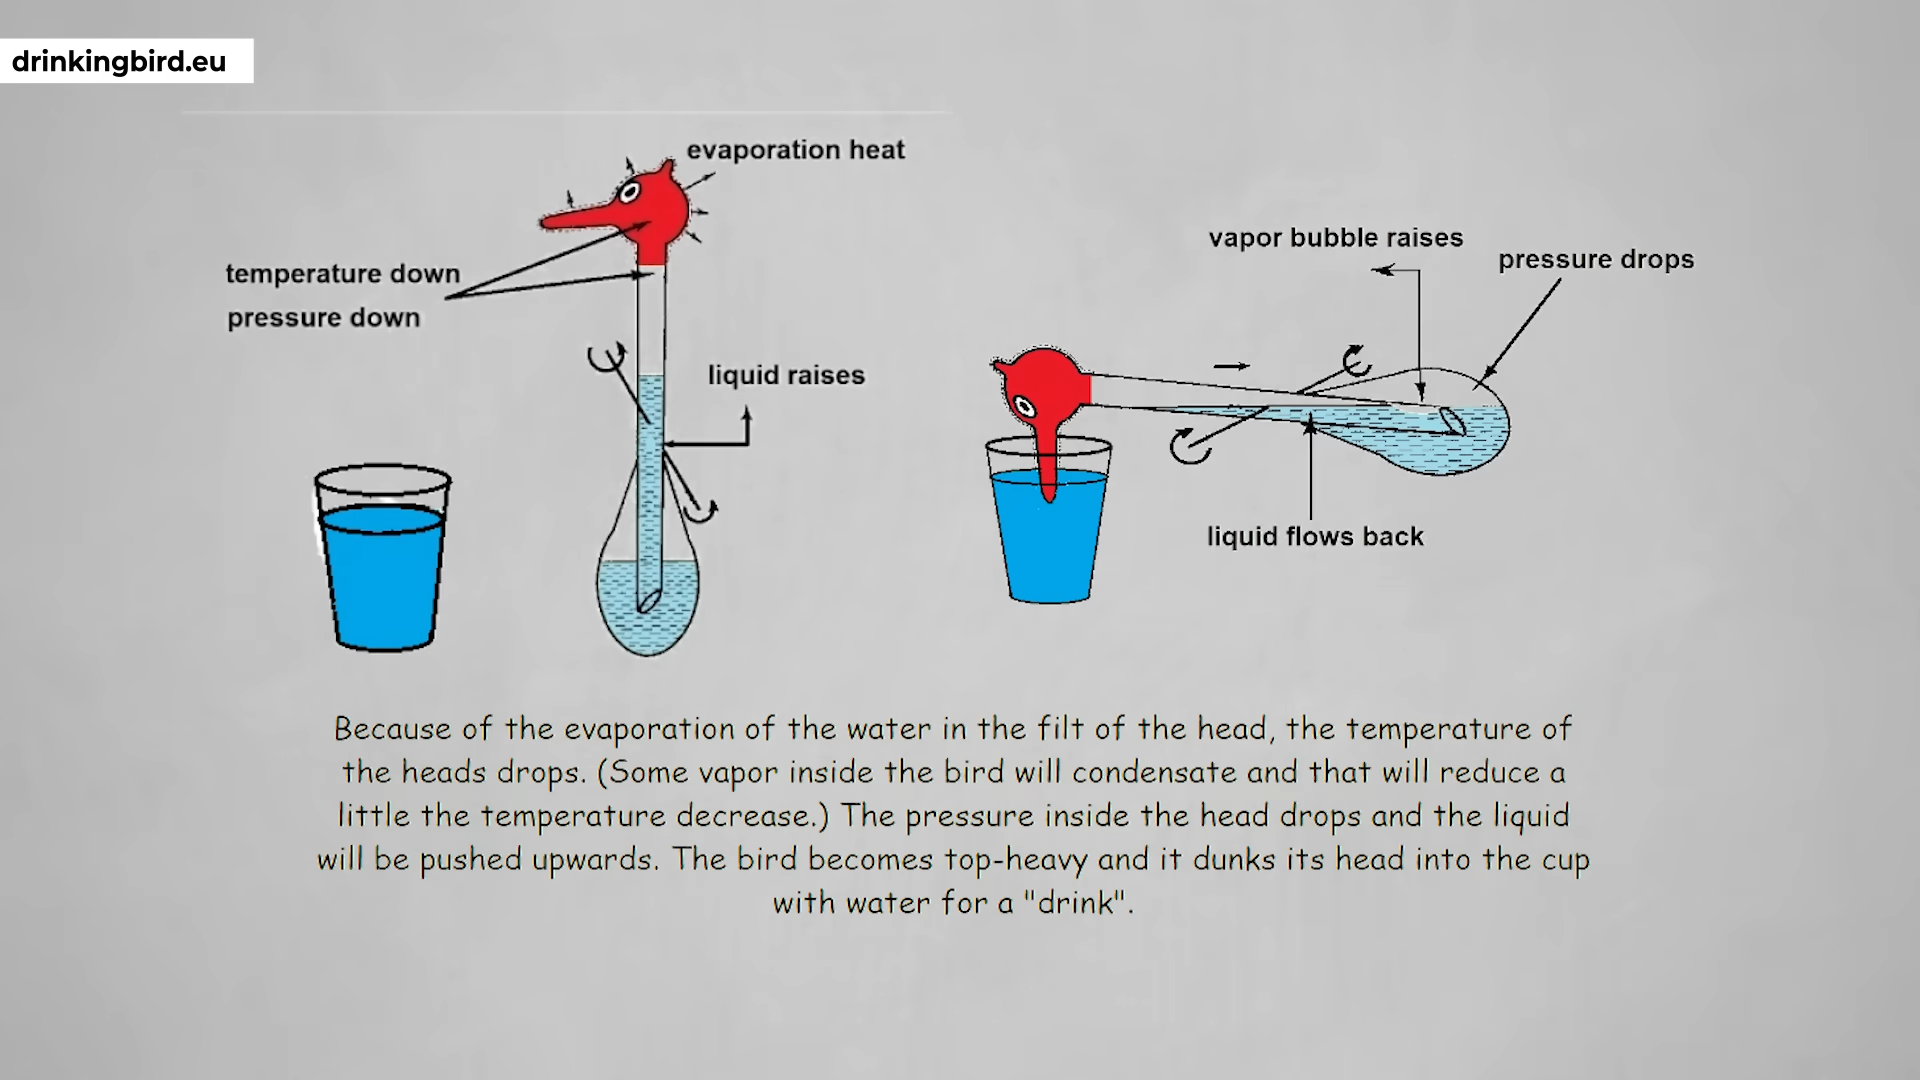 drinkingbird.eu
evaporation heat
temperature down
pressure down
liquid raises
vapor bubble raises
pressure drops
liquid flows back
Because of the evaporation of the water in the filt of the head, the temperature of
the heads drops. (Some vapor inside the bird will condensate and that will reduce a
little the temperature decrease.) The pressure inside the head drops and the liquid
will be pushed upwards. The bird becomes top-heavy and it dunks its head into the cup
with water for a "drink".